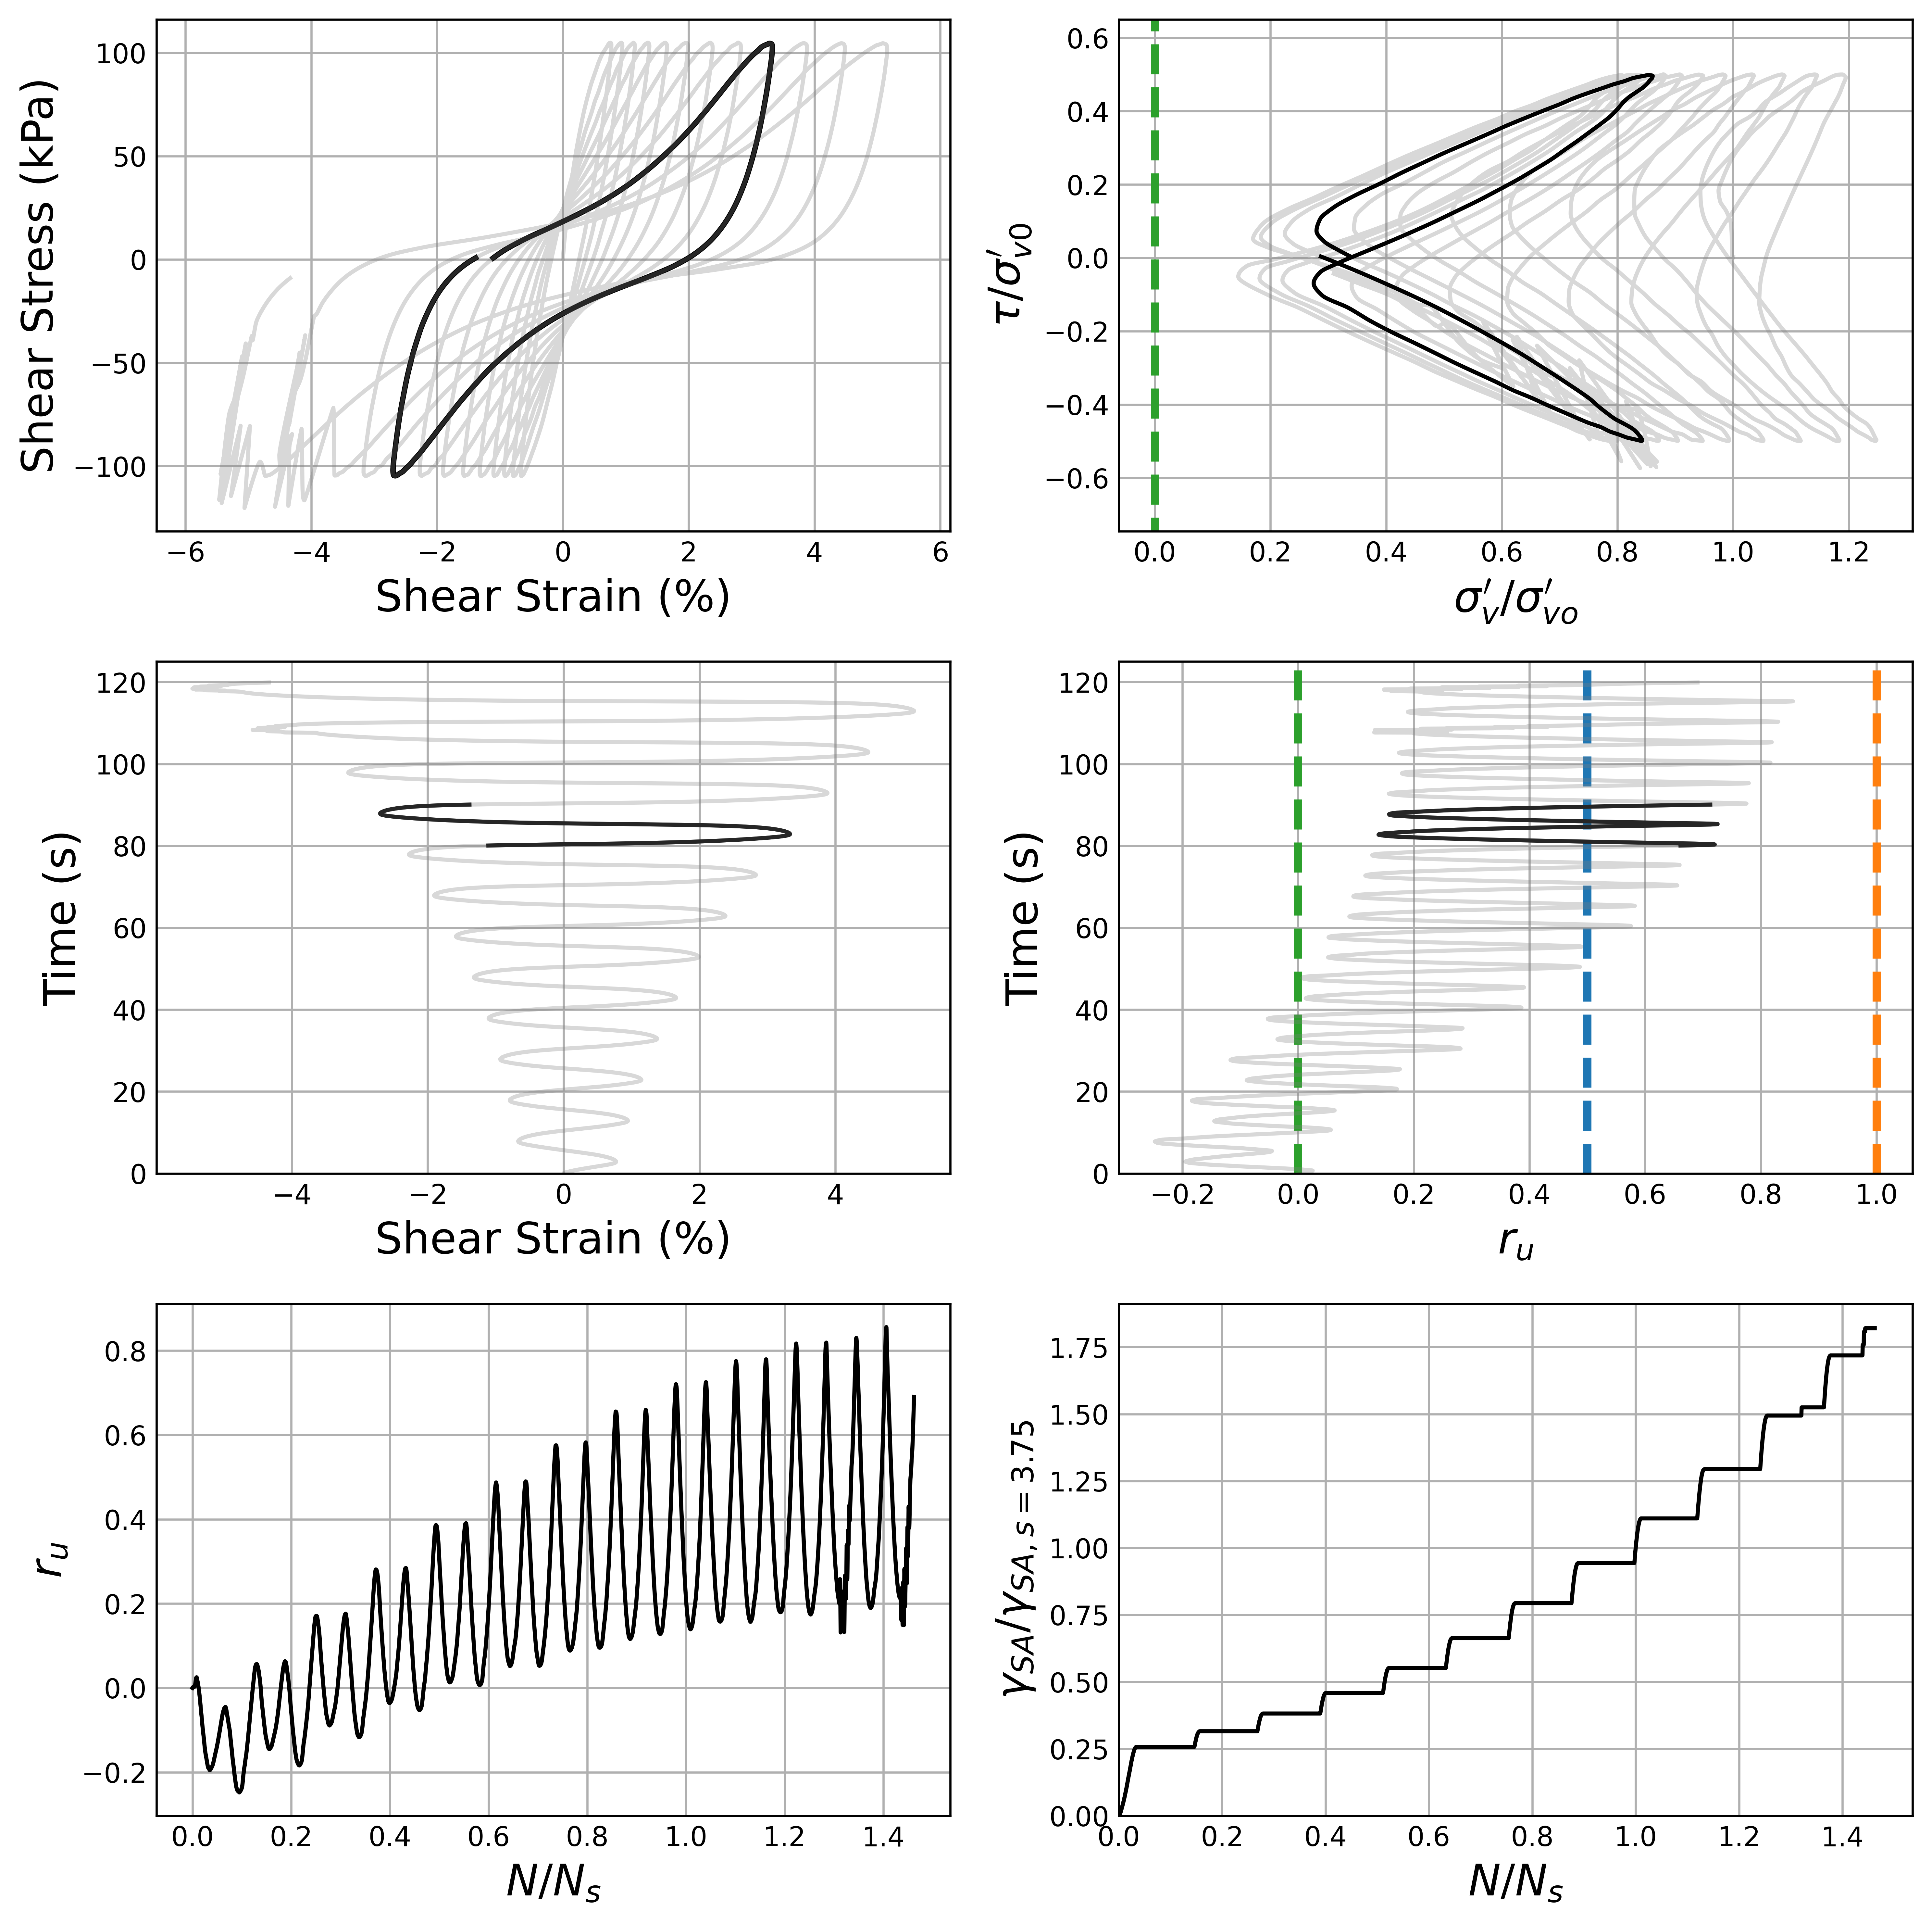 100
50
0
−50
−100
Shear Stress (kPa)
−6 −4 −2 0 2 4 6
Shear Strain (%)
0.6
0.4
0.2
0.0
−0.2
−0.4
−0.6
τ/σ′v0
0.0 0.2 0.4 0.6 0.8 1.0 1.2
σ′v/σ′vo
120
100
80
60
40
20
0
Time (s)
−4 −2 0 2 4
Shear Strain (%)
120
100
80
60
40
20
0
Time (s)
−0.2 0.0 0.2 0.4 0.6 0.8 1.0
ru
0.8
0.6
0.4
0.2
0.0
−0.2
ru
0.0 0.2 0.4 0.6 0.8 1.0 1.2 1.4
N/Ns
1.75
1.50
1.25
1.00
0.75
0.50
0.25
0.00
γSA/γSA, s = 3.75
0.0 0.2 0.4 0.6 0.8 1.0 1.2 1.4
N/Ns